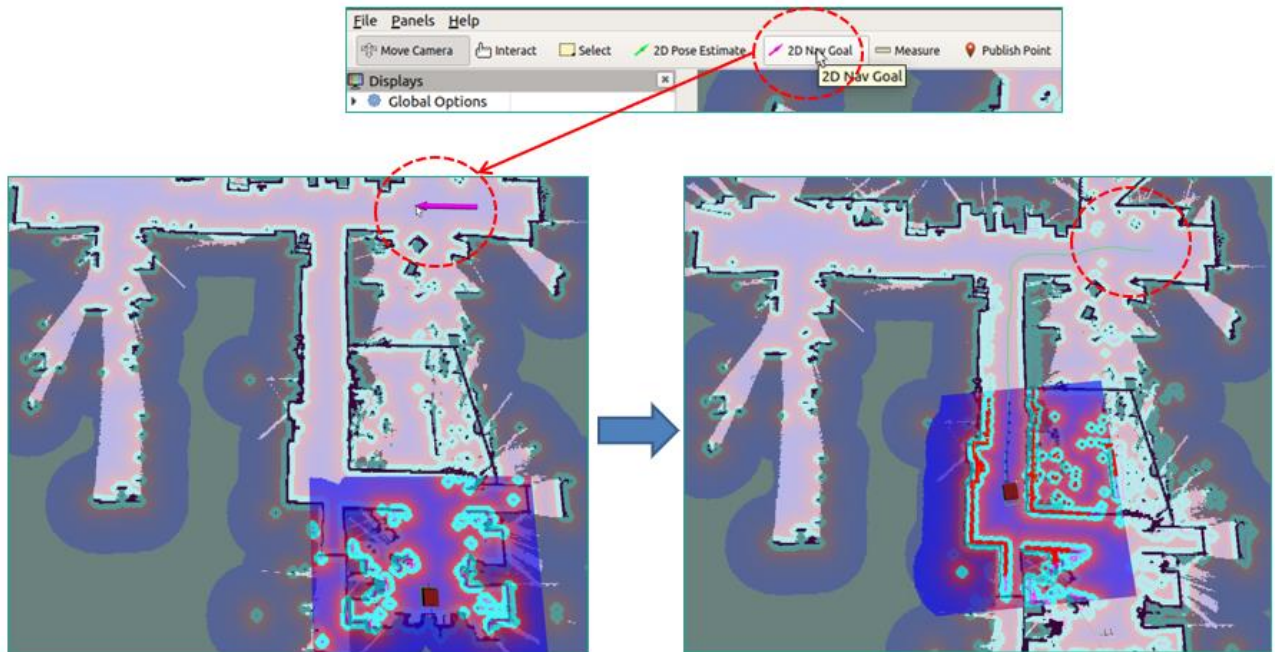 File Panels Help
Move Camera Interact Select 2D Pose Estimate 2D Nav Goal Measure Publish Point
2D Nav Goal
Displays
Global Options